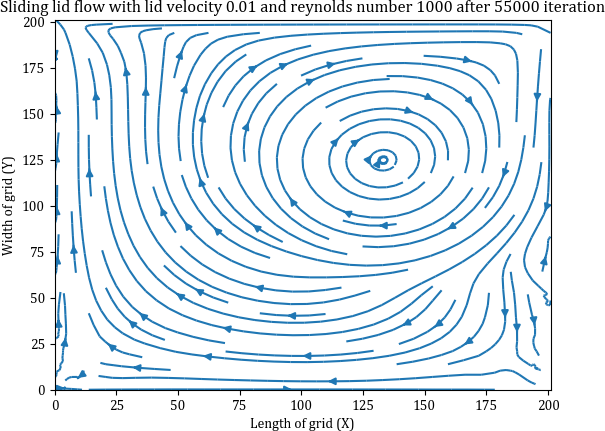 Sliding lid flow with lid velocity 0.01 and reynolds number 1000 after 55000 iteration
200
175
150
125
100
75
50
25
0
Width of grid (Y)
0 25 50 75 100 125 150 175 200
Length of grid (X)